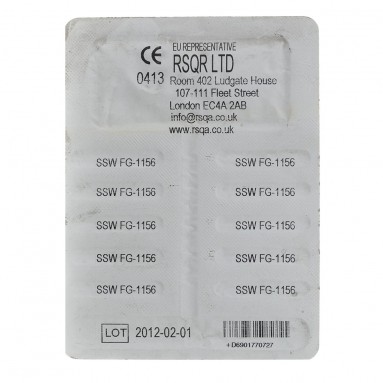 CE EU REPRESENTATIVE
RSQR LTD
0413 Room 402 Ludgate House
107-111 Fleet Street
London EC4A 2AB
info@rsqa.co.uk
www.rsqa.co.uk
SSW FG-1156 SSW FG-1156
SSW FG-1156 SSW FG-1156
SSW FG-1156 SSW FG-1156
SSW FG-1156 SSW FG-1156
SSW FG-1156 SSW FG-1156
LOT 2012-02-01
4D6901770727